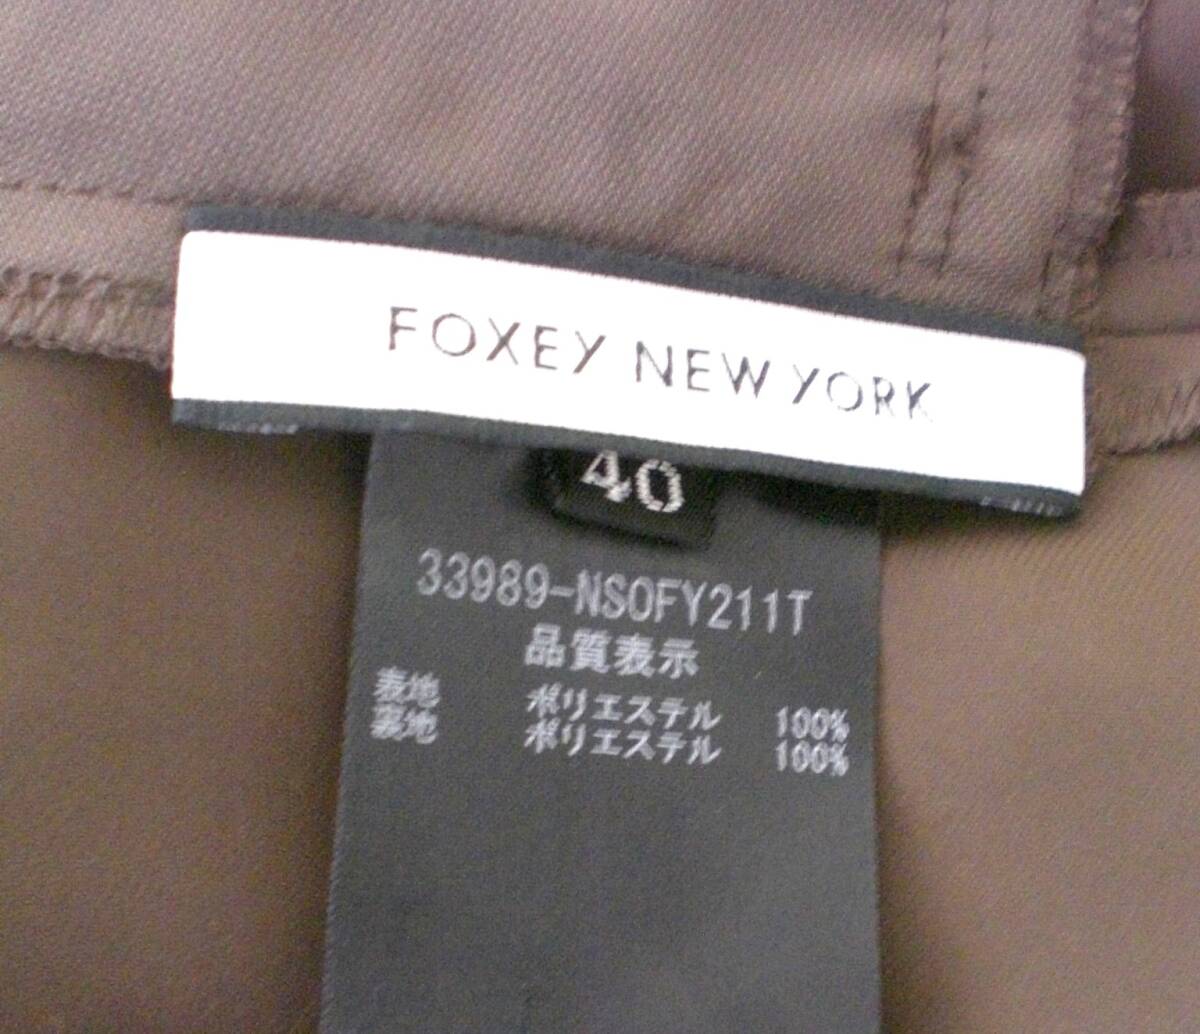 FOXEY NEW YORK
40
33989-NSOFY211T
品質表示
表地 ポリエステル 100%
裏地 ポリエステル 100%